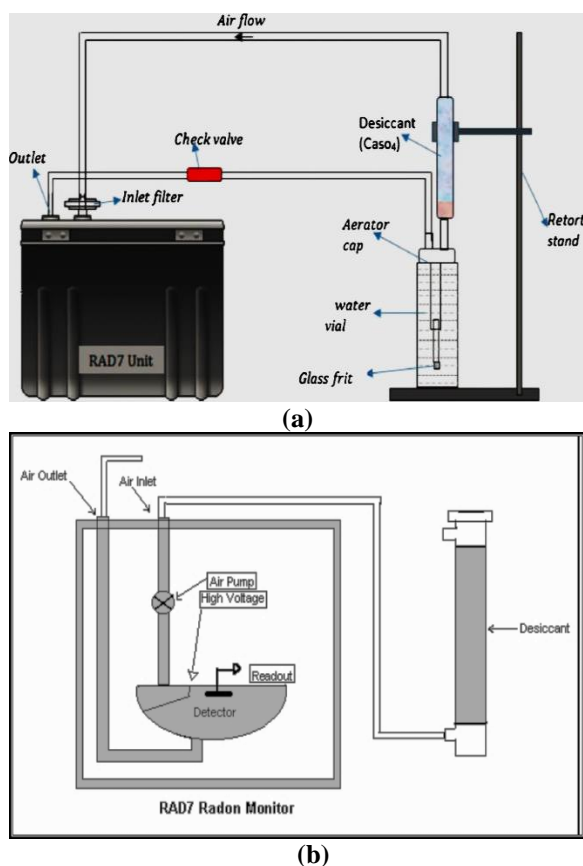 Air flow
Check valve
Outlet
Inlet filter
Desiccant
(Caso₄)
Aerator
cap
Retort
stand
water
vial
RAD7 Unit
Glass frit
(a)
Air Outlet
Air Inlet
Air Pump
High Voltage
Readout
Detector
Desiccant
RAD7 Radon Monitor
(b)